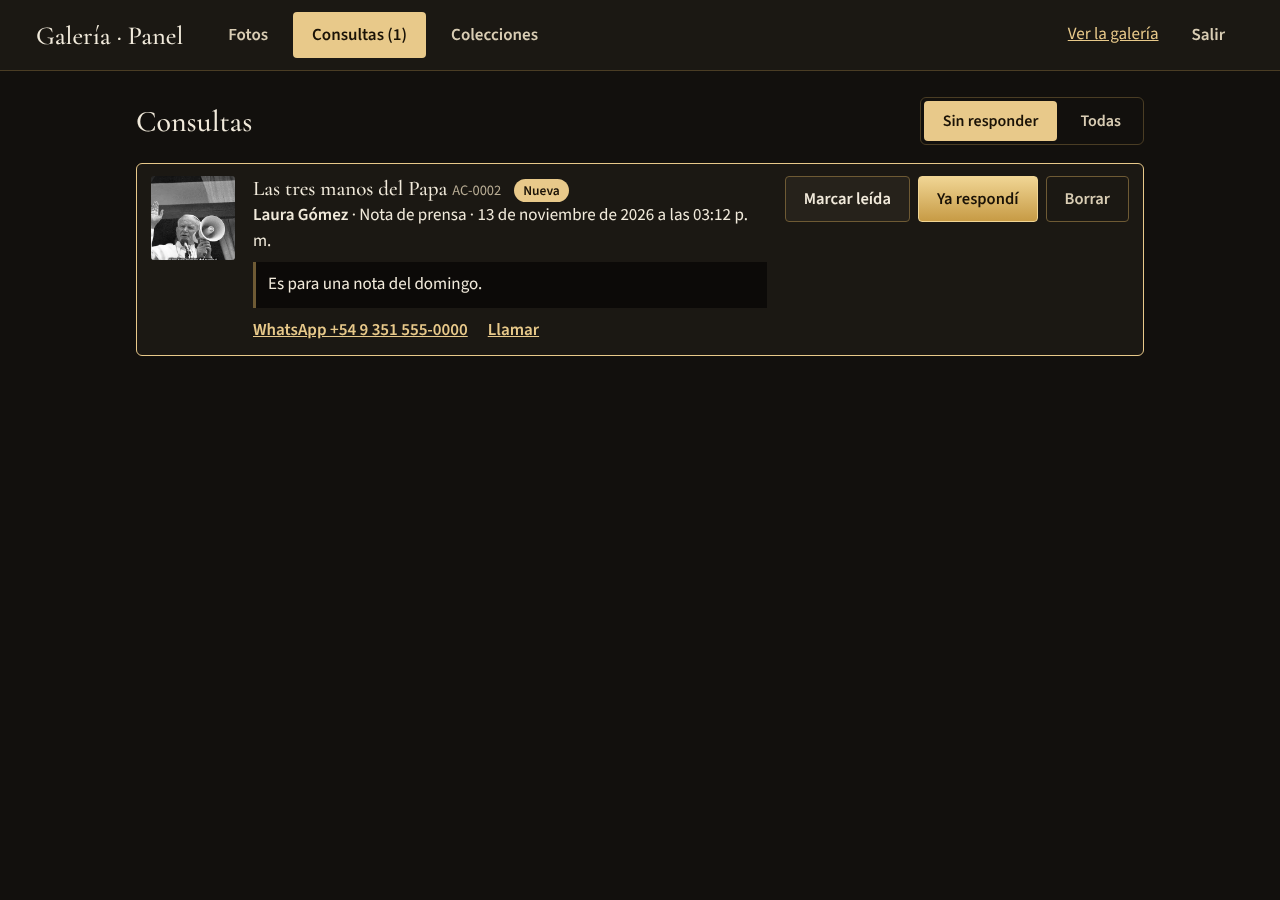 Galería · Panel
Fotos
Consultas (1)
Colecciones
Ver la galería
Salir
Consultas
Sin responder
Todas
Las tres manos del Papa AC-0002 Nueva
Laura Gómez · Nota de prensa · 13 de noviembre de 2026 a las 03:12 p.
m.
Es para una nota del domingo.
WhatsApp +54 9 351 555-0000
Llamar
Marcar leída
Ya respondí
Borrar